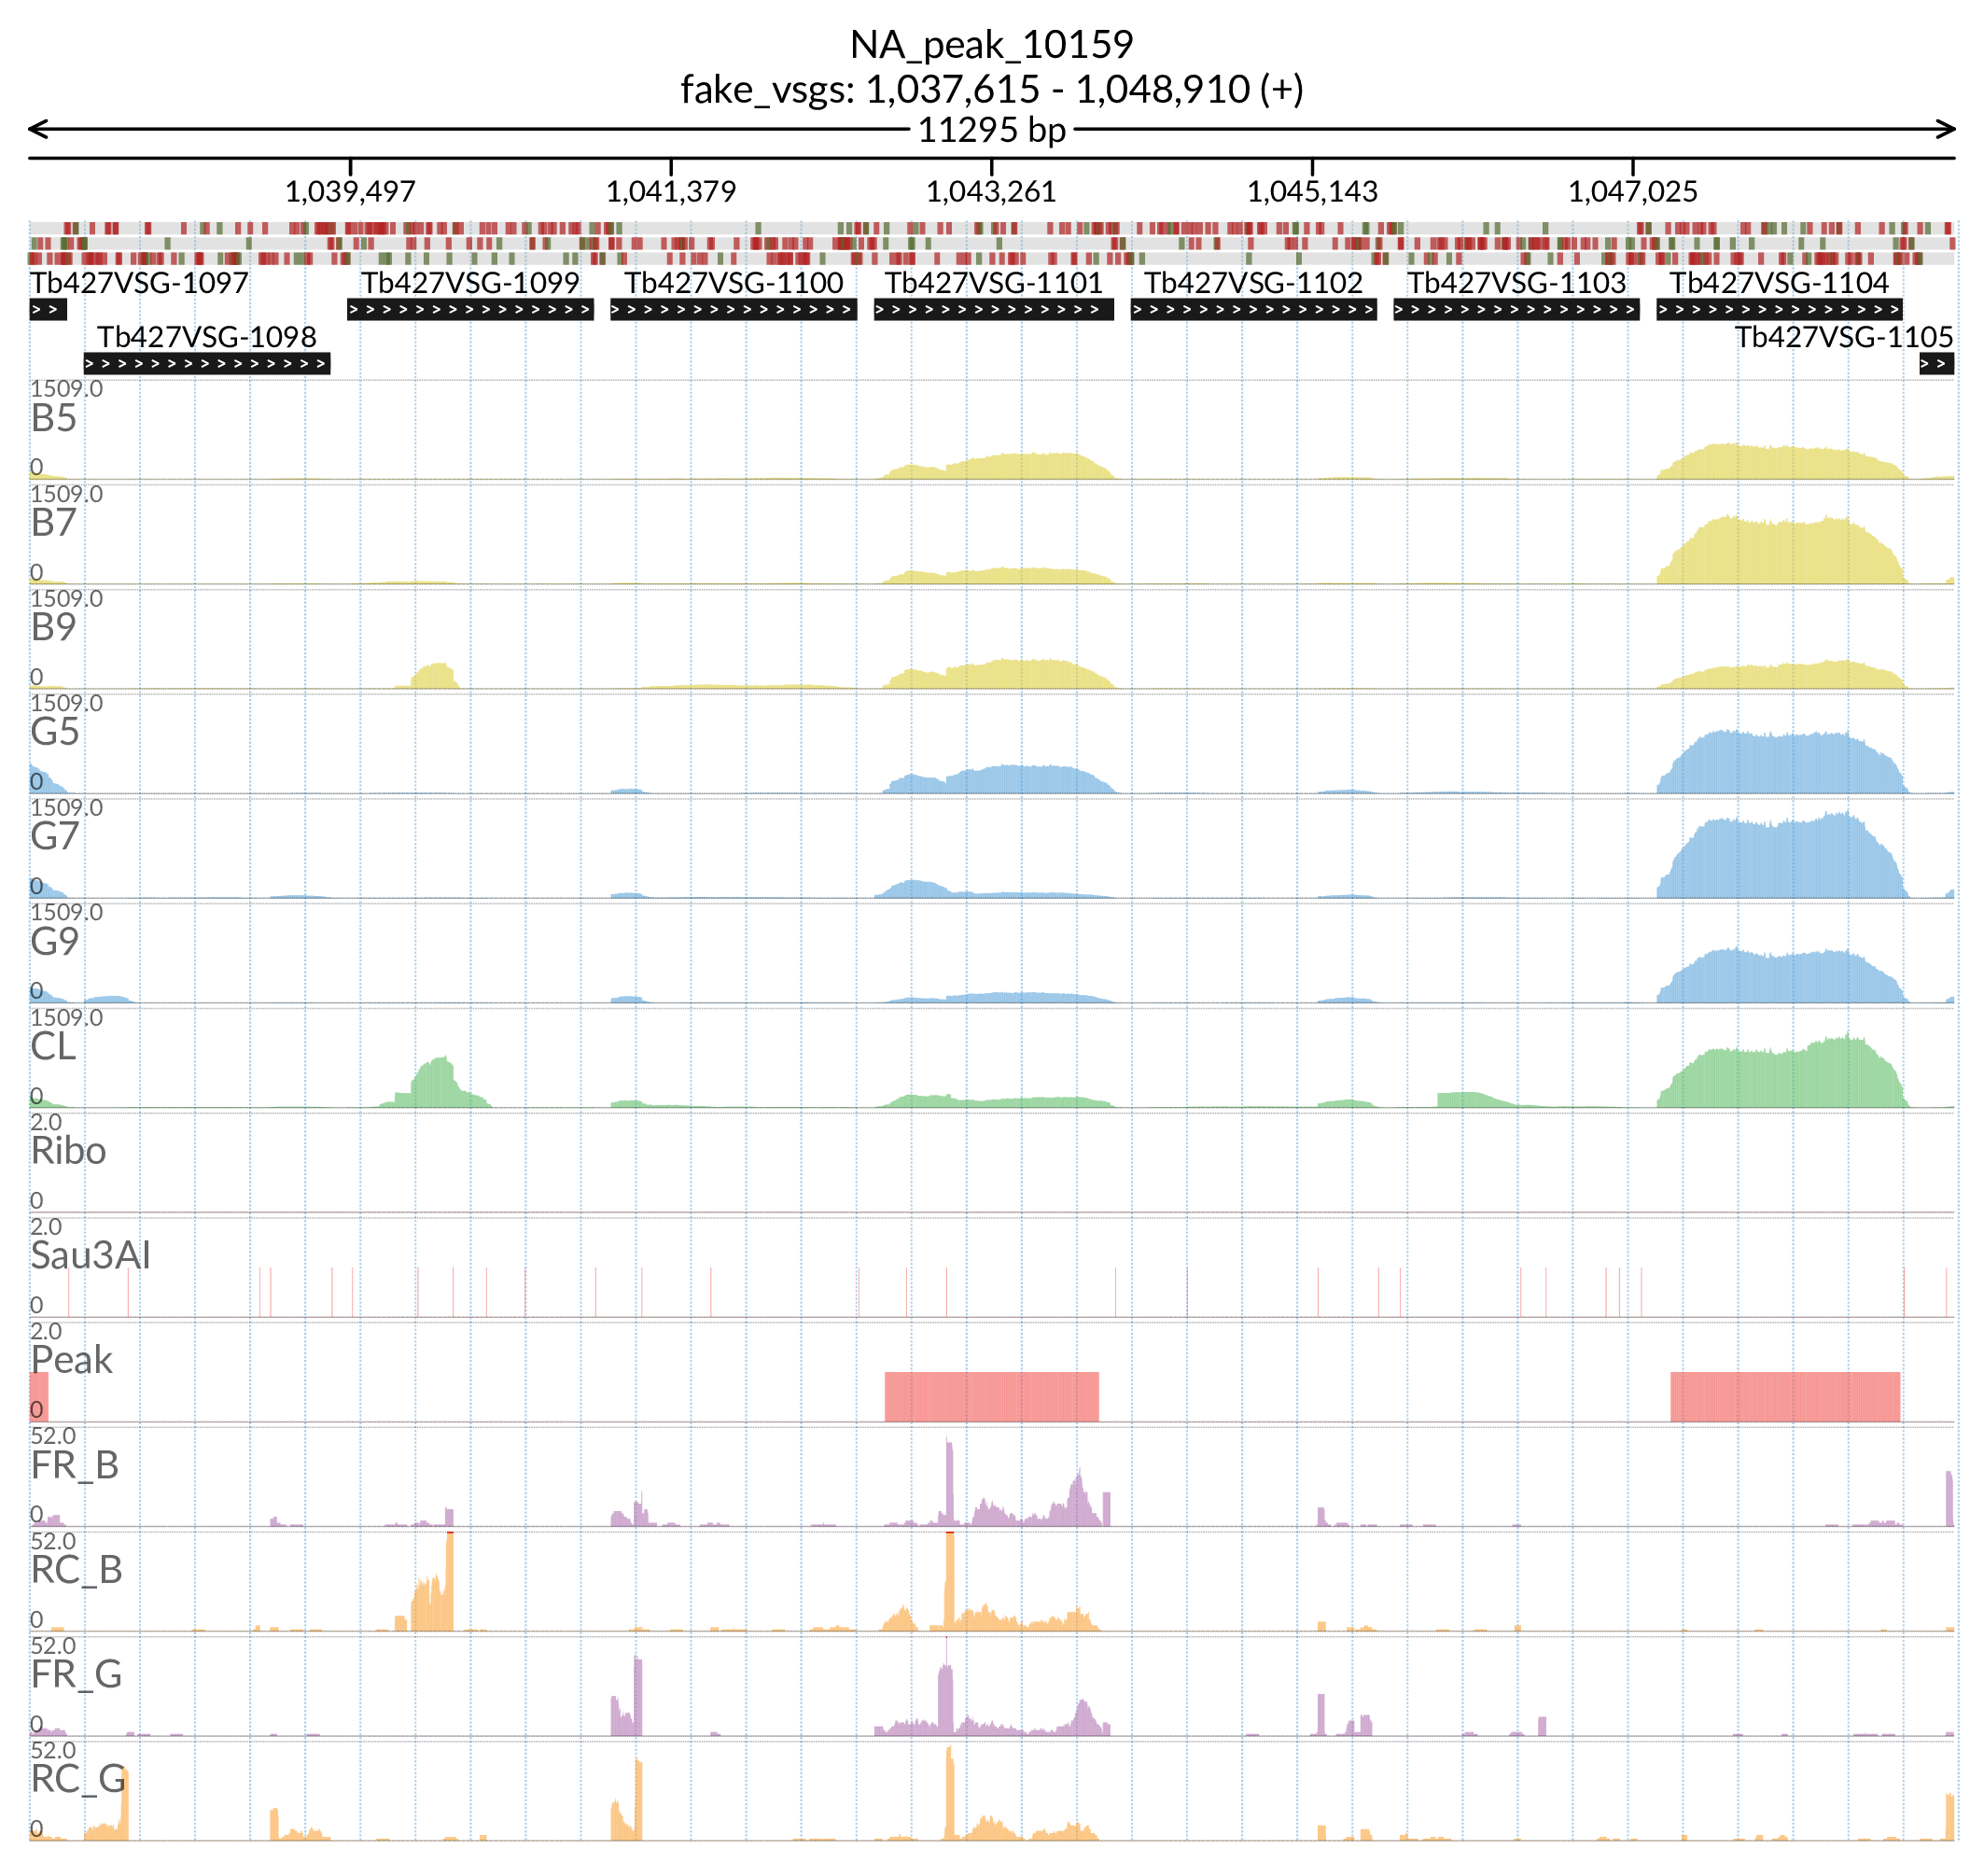 NA_peak_10159
fake_vsgs: 1,037,615 - 1,048,910 (+)
11295 bp
1,039,497 1,041,379 1,043,261 1,045,143 1,047,025
Tb427VSG-1097 Tb427VSG-1099 Tb427VSG-1100 Tb427VSG-1101 Tb427VSG-1102 Tb427VSG-1103 Tb427VSG-1104
Tb427VSG-1098 Tb427VSG-1105
1509.0
B5
0
1509.0
B7
0
1509.0
B9
0
1509.0
G5
0
1509.0
G7
0
1509.0
G9
0
1509.0
CL
0
2.0
Ribo
0
2.0
Sau3AI
0
2.0
Peak
0
52.0
FR_B
0
52.0
RC_B
0
52.0
FR_G
0
52.0
RC_G
0